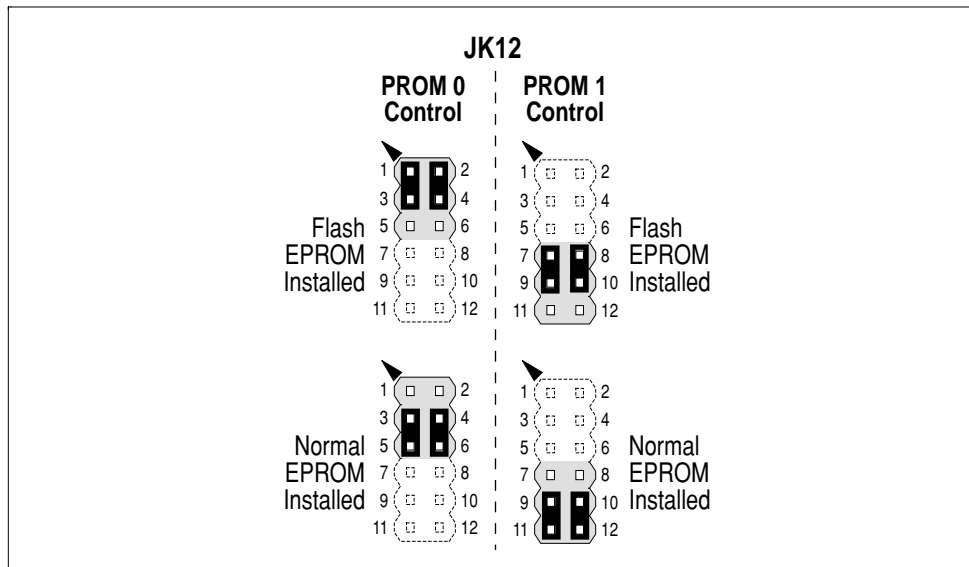 JK12
PROM 0
Control
PROM 1
Control
1 2
3 4
5 6
7 8
9 10
11 12
Flash
EPROM
Installed
1 2
3 4
5 6
7 8
9 10
11 12
Flash
EPROM
Installed
1 2
3 4
5 6
7 8
9 10
11 12
Normal
EPROM
Installed
1 2
3 4
5 6
7 8
9 10
11 12
Normal
EPROM
Installed